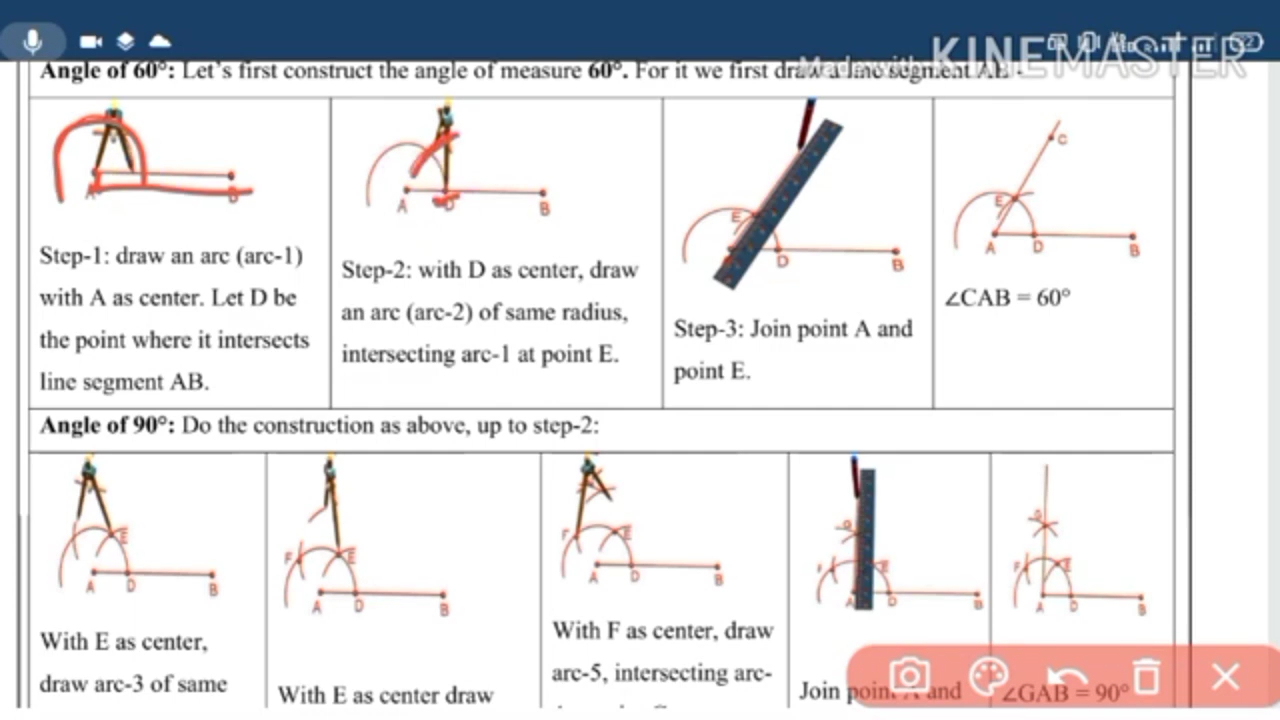 Made with KINEMASTER
Angle of 60°: Let's first construct the angle of measure 60°. For it we first draw a line segment AB -
A
A D B
E D B
C
E
A D B
Step-1: draw an arc (arc-1)
with A as center. Let D be
the point where it intersects
line segment AB.
Step-2: with D as center, draw
an arc (arc-2) of same radius,
intersecting arc-1 at point E.
Step-3: Join point A and
point E.
∠CAB = 60°
Angle of 90°: Do the construction as above, up to step-2:
E
A D B
F E
A D B
F E
A D B
G
F E
A D B
G
F E
A D B
With E as center,
draw arc-3 of same
With E as center draw
With F as center, draw
arc-5, intersecting arc-
Join point A and
∠GAB = 90°